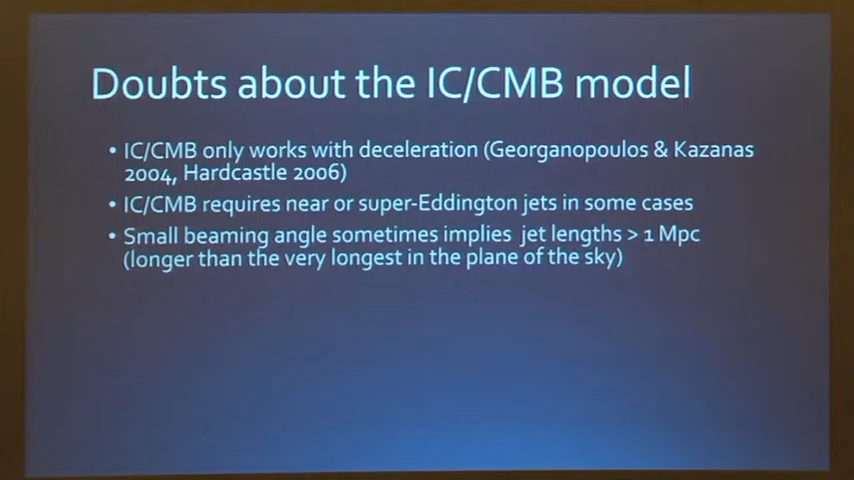 Doubts about the IC/CMB model
• IC/CMB only works with deceleration (Georganopoulos & Kazanas
2004, Hardcastle 2006)
• IC/CMB requires near or super-Eddington jets in some cases
• Small beaming angle sometimes implies jet lengths > 1 Mpc
(longer than the very longest in the plane of the sky)